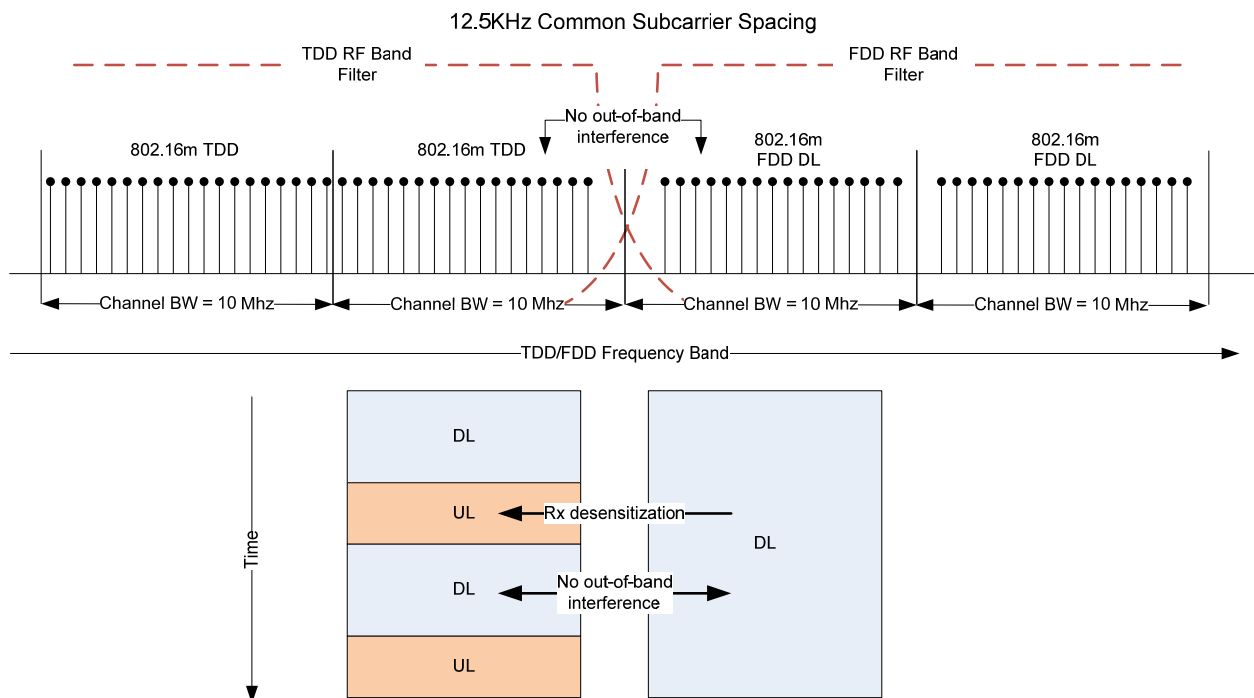 12.5KHz Common Subcarrier Spacing
TDD RF Band
Filter
FDD RF Band
Filter
No out-of-band
interference
802.16m TDD
802.16m TDD
802.16m
FDD DL
802.16m
FDD DL
Channel BW = 10 Mhz
Channel BW = 10 Mhz
Channel BW = 10 Mhz
Channel BW = 10 Mhz
TDD/FDD Frequency Band
Time
DL
UL
Rx desensitization
DL
DL
No out-of-band
interference
UL